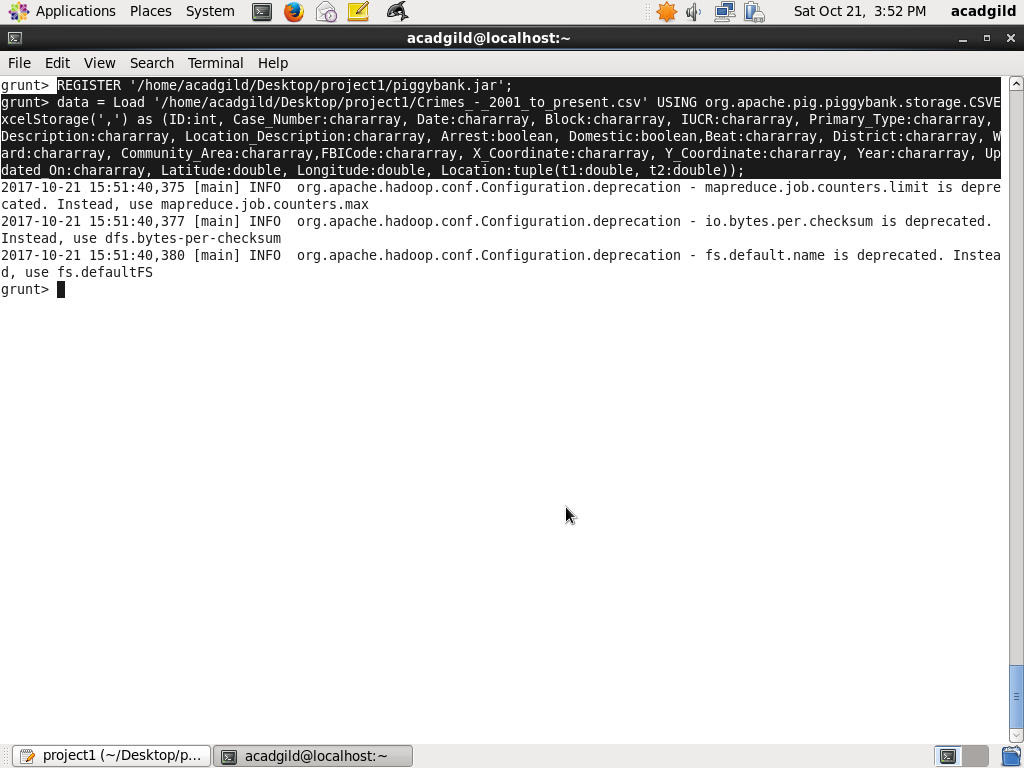 Applications Places System Sat Oct 21, 3:52 PM acadgild
acadgild@localhost:~
File Edit View Search Terminal Help
grunt> REGISTER '/home/acadgild/Desktop/project1/piggybank.jar';
grunt> data = Load '/home/acadgild/Desktop/project1/Crimes_-_2001_to_present.csv' USING org.apache.pig.piggybank.storage.CSVE
xcelStorage(',') as (ID:int, Case_Number:chararray, Date:chararray, Block:chararray, IUCR:chararray, Primary_Type:chararray,
Description:chararray, Location_Description:chararray, Arrest:boolean, Domestic:boolean,Beat:chararray, District:chararray, W
ard:chararray, Community_Area:chararray,FBICode:chararray, X_Coordinate:chararray, Y_Coordinate:chararray, Year:chararray, Up
dated_On:chararray, Latitude:double, Longitude:double, Location:tuple(t1:double, t2:double));
2017-10-21 15:51:40,375 [main] INFO  org.apache.hadoop.conf.Configuration.deprecation - mapreduce.job.counters.limit is depre
cated. Instead, use mapreduce.job.counters.max
2017-10-21 15:51:40,377 [main] INFO  org.apache.hadoop.conf.Configuration.deprecation - io.bytes.per.checksum is deprecated.
Instead, use dfs.bytes-per-checksum
2017-10-21 15:51:40,380 [main] INFO  org.apache.hadoop.conf.Configuration.deprecation - fs.default.name is deprecated. Instea
d, use fs.defaultFS
grunt>
project1 (~/Desktop/p... acadgild@localhost:~